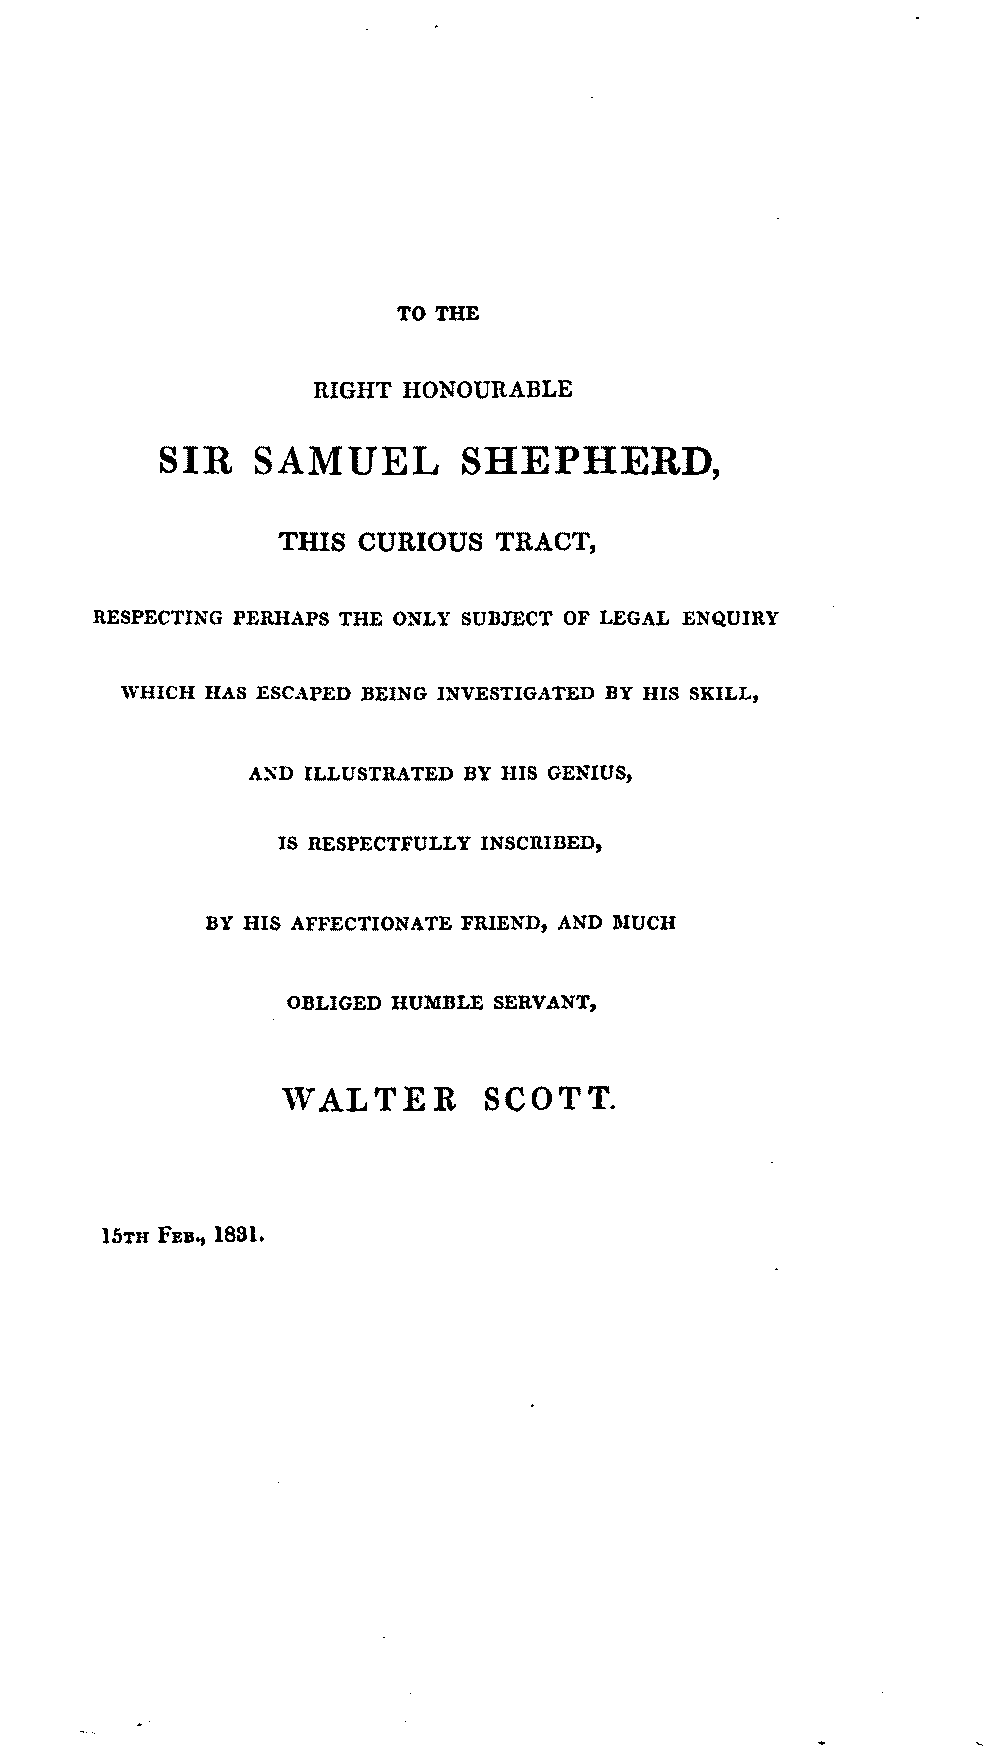 TO THE
RIGHT HONOURABLE
SIR SAMUEL SHEPHERD,
THIS CURIOUS TRACT,
RESPECTING PERHAPS THE ONLY SUBJECT OF LEGAL ENQUIRY
WHICH HAS ESCAPED BEING INVESTIGATED BY HIS SKILL,
AND ILLUSTRATED BY HIS GENIUS,
IS RESPECTFULLY INSCRIBED,
BY HIS AFFECTIONATE FRIEND, AND MUCH
OBLIGED HUMBLE SERVANT,
WALTER SCOTT.
15TH FEB., 1831.